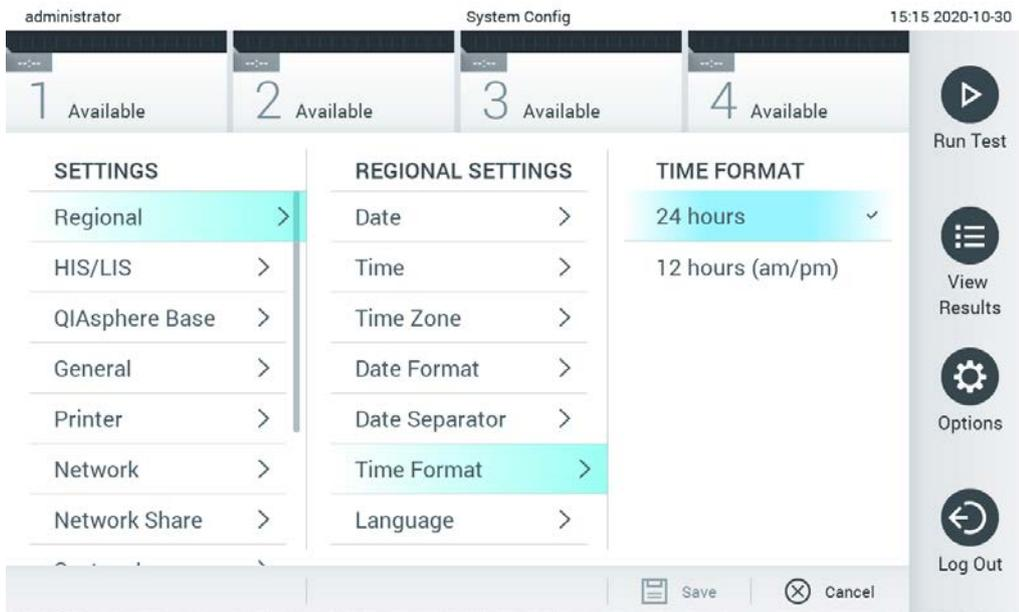 administrator System Config 15:15 2020-10-30
--:-- --:-- --:-- --:--
1 Available 2 Available 3 Available 4 Available
Run Test
View
Results
Options
Log Out
SETTINGS
Regional
HIS/LIS
QIAsphere Base
General
Printer
Network
Network Share
REGIONAL SETTINGS
Date
Time
Time Zone
Date Format
Date Separator
Time Format
Language
TIME FORMAT
24 hours
12 hours (am/pm)
Save Cancel